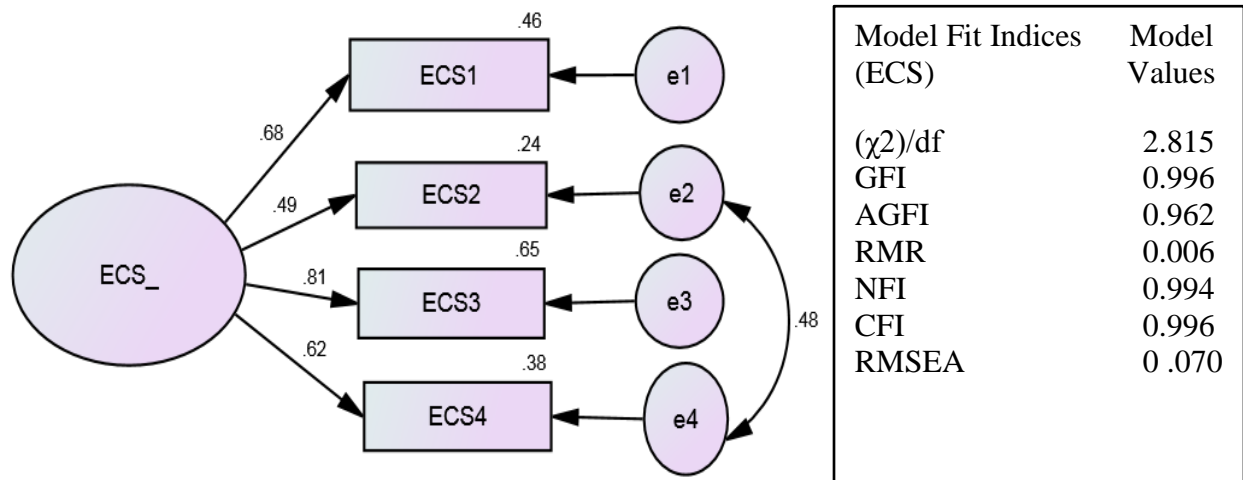 .46
ECS1
e1
.68
.24
ECS2
e2
.49
.65
ECS_
.81
ECS3
e3
.48
.62
.38
ECS4
e4
Model Fit Indices Model
(ECS) Values
(χ2)/df 2.815
GFI 0.996
AGFI 0.962
RMR 0.006
NFI 0.994
CFI 0.996
RMSEA 0 .070